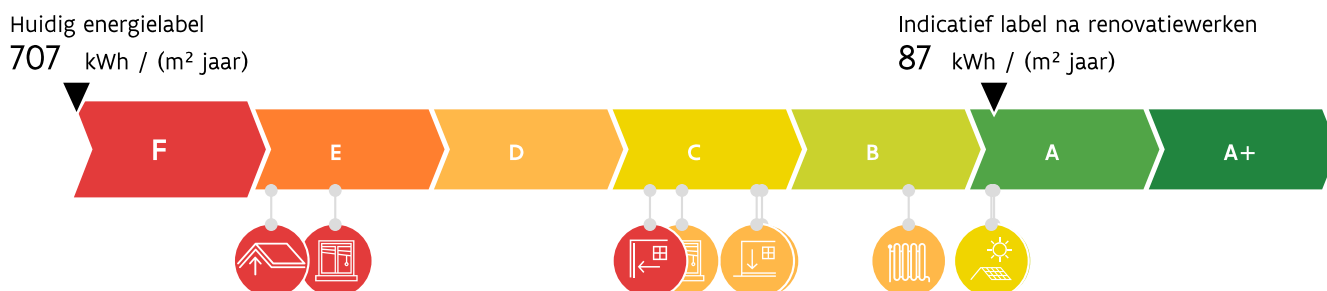 Huidig energielabel
707 kWh / (m² jaar)
Indicatief label na renovatiewerken
87 kWh / (m² jaar)
F E D C B A A+